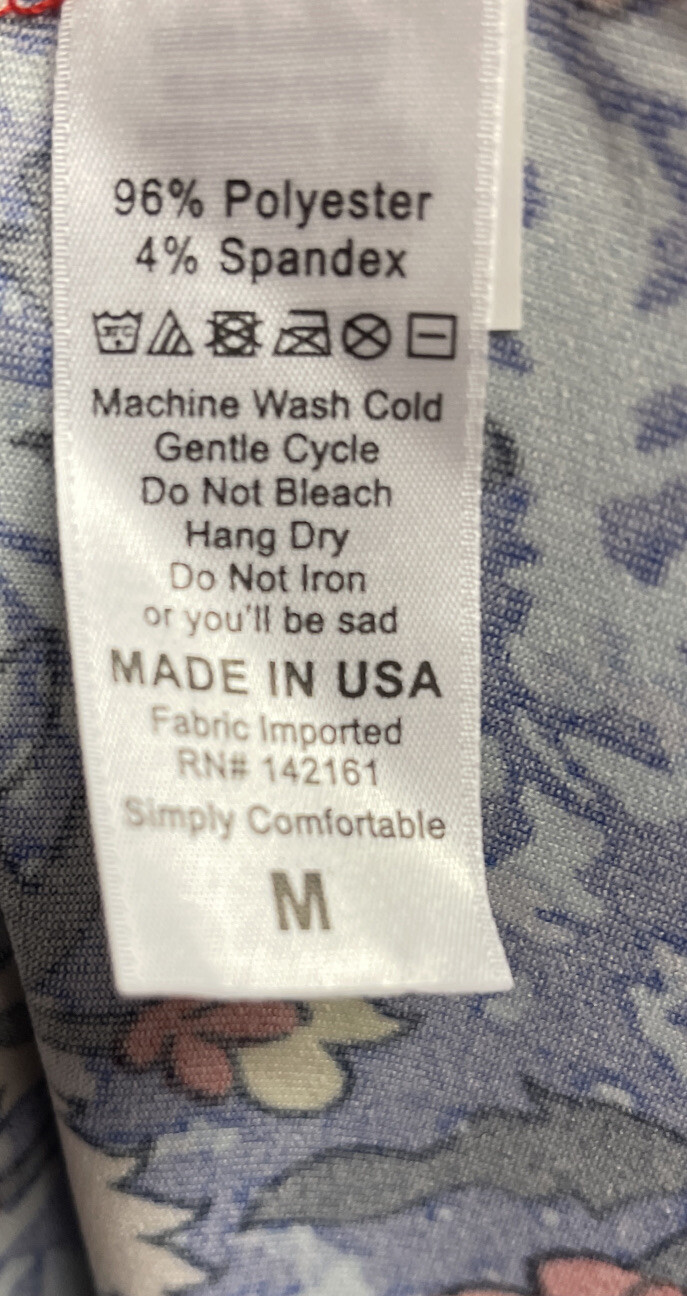 96% Polyester
4% Spandex
Machine Wash Cold
Gentle Cycle
Do Not Bleach
Hang Dry
Do Not Iron
or you'll be sad
MADE IN USA
Fabric Imported
RN# 142161
Simply Comfortable
M